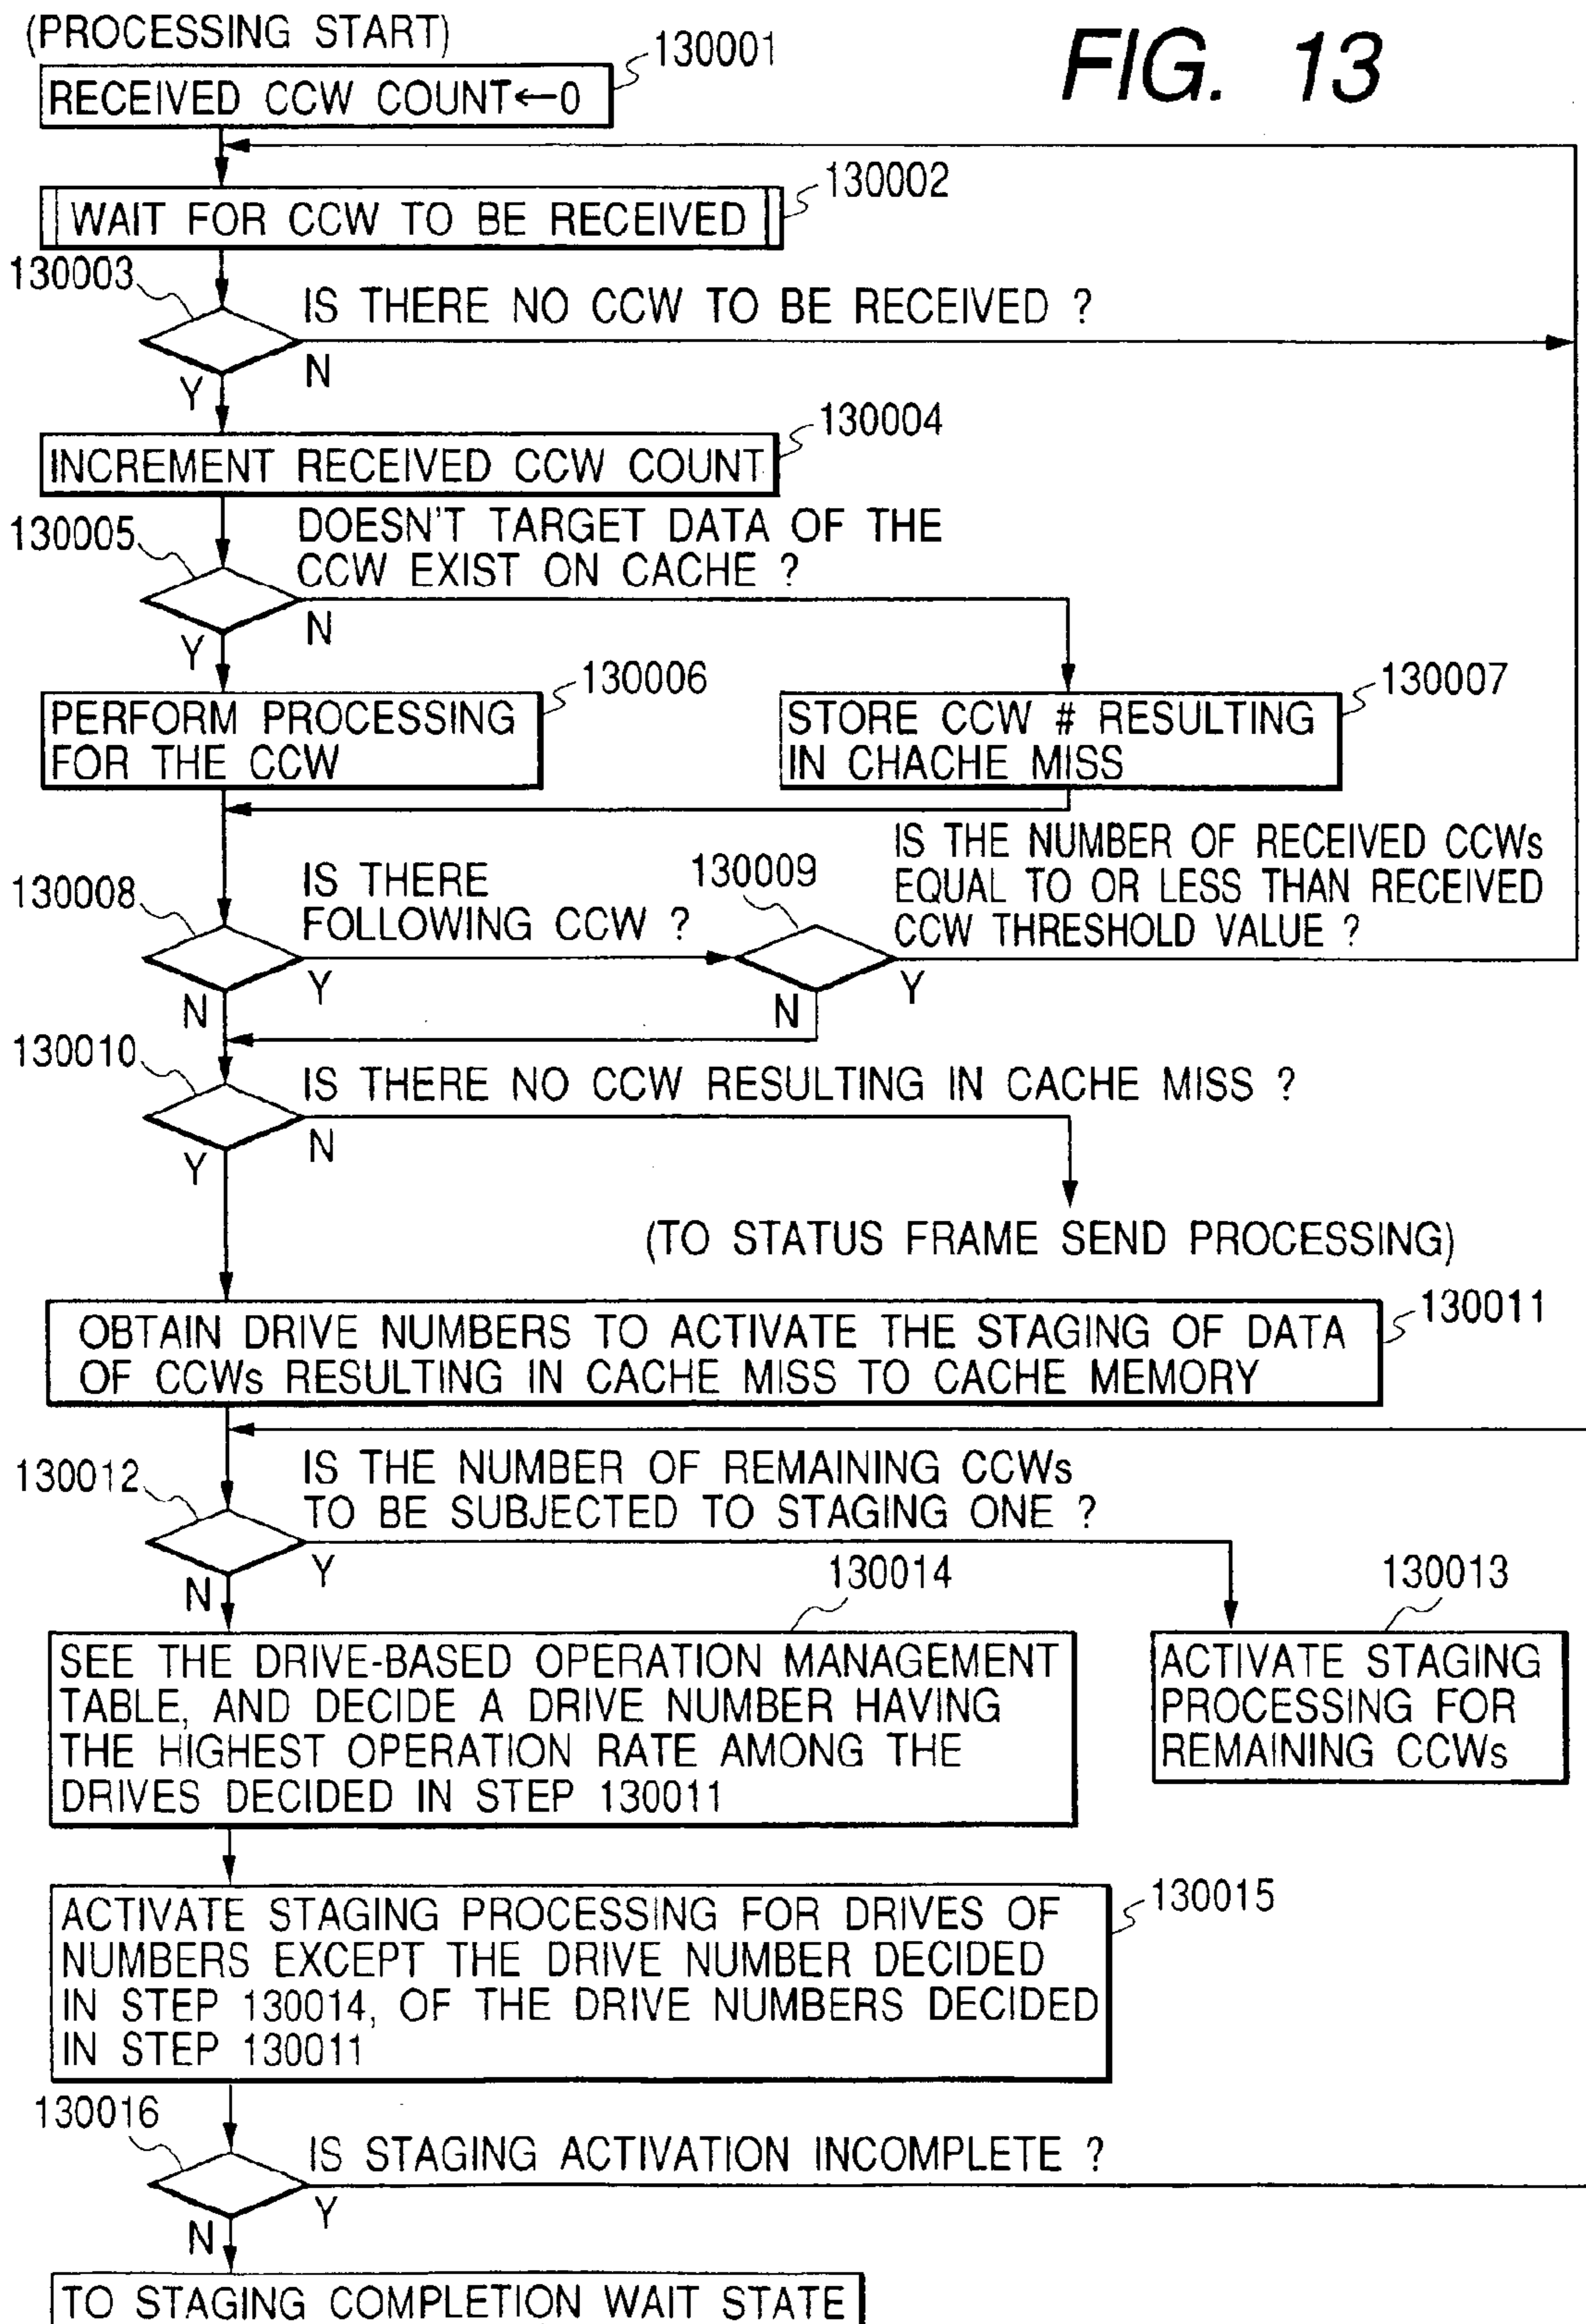 (PROCESSING START)
FIG. 13
130001
RECEIVED CCW COUNT←0
130002
WAIT FOR CCW TO BE RECEIVED
130003
IS THERE NO CCW TO BE RECEIVED ?
N
Y
130004
INCREMENT RECEIVED CCW COUNT
130005
DOESN'T TARGET DATA OF THE
CCW EXIST ON CACHE ?
N
Y
130006
PERFORM PROCESSING
FOR THE CCW
130007
STORE CCW # RESULTING
IN CHACHE MISS
130008
IS THERE
FOLLOWING CCW ?
Y
N
130009
IS THE NUMBER OF RECEIVED CCWs
EQUAL TO OR LESS THAN RECEIVED
CCW THRESHOLD VALUE ?
N
Y
130010
IS THERE NO CCW RESULTING IN CACHE MISS ?
N
Y
(TO STATUS FRAME SEND PROCESSING)
130011
OBTAIN DRIVE NUMBERS TO ACTIVATE THE STAGING OF DATA
OF CCWs RESULTING IN CACHE MISS TO CACHE MEMORY
130012
IS THE NUMBER OF REMAINING CCWs
TO BE SUBJECTED TO STAGING ONE ?
Y
N
130014
SEE THE DRIVE-BASED OPERATION MANAGEMENT
TABLE, AND DECIDE A DRIVE NUMBER HAVING
THE HIGHEST OPERATION RATE AMONG THE
DRIVES DECIDED IN STEP 130011
130013
ACTIVATE STAGING
PROCESSING FOR
REMAINING CCWs
130015
ACTIVATE STAGING PROCESSING FOR DRIVES OF
NUMBERS EXCEPT THE DRIVE NUMBER DECIDED
IN STEP 130014, OF THE DRIVE NUMBERS DECIDED
IN STEP 130011
130016
IS STAGING ACTIVATION INCOMPLETE ?
Y
N
TO STAGING COMPLETION WAIT STATE